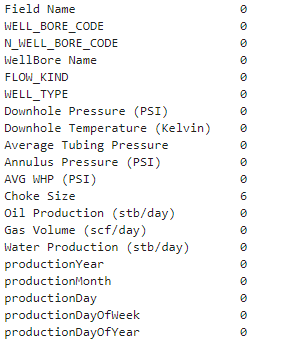 Field Name 0
WELL_BORE_CODE 0
N_WELL_BORE_CODE 0
WellBore Name 0
FLOW_KIND 0
WELL_TYPE 0
Downhole Pressure (PSI) 0
Downhole Temperature (Kelvin) 0
Average Tubing Pressure 0
Annulus Pressure (PSI) 0
AVG WHP (PSI) 0
Choke Size 6
Oil Production (stb/day) 0
Gas Volume (scf/day) 0
Water Production (stb/day) 0
productionYear 0
productionMonth 0
productionDay 0
productionDayOfWeek 0
productionDayOfYear 0